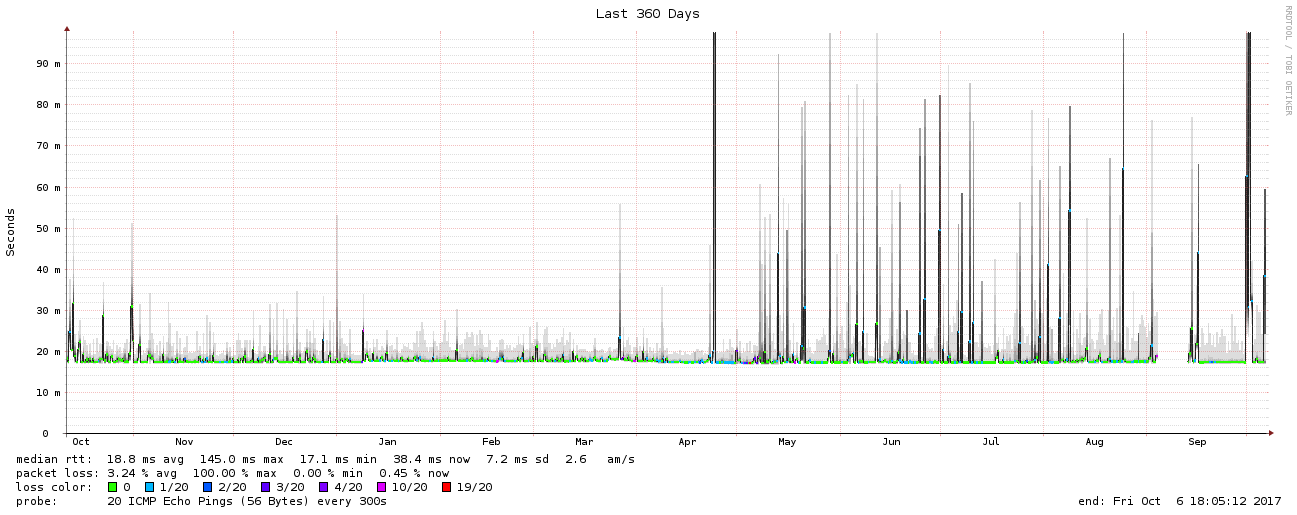 Last 360 Days
RRDTOOL / TOBI OETIKER
Seconds
90 m
80 m
70 m
60 m
50 m
40 m
30 m
20 m
10 m
0
Oct Nov Dec Jan Feb Mar Apr May Jun Jul Aug Sep
median rtt: 18.8 ms avg 145.0 ms max 17.1 ms min 38.4 ms now 7.2 ms sd 2.6 am/s
packet loss: 3.24 % avg 100.00 % max 0.00 % min 0.45 % now
loss color: 0 1/20 2/20 3/20 4/20 10/20 19/20
probe: 20 ICMP Echo Pings (56 Bytes) every 300s end: Fri Oct 6 18:05:12 2017